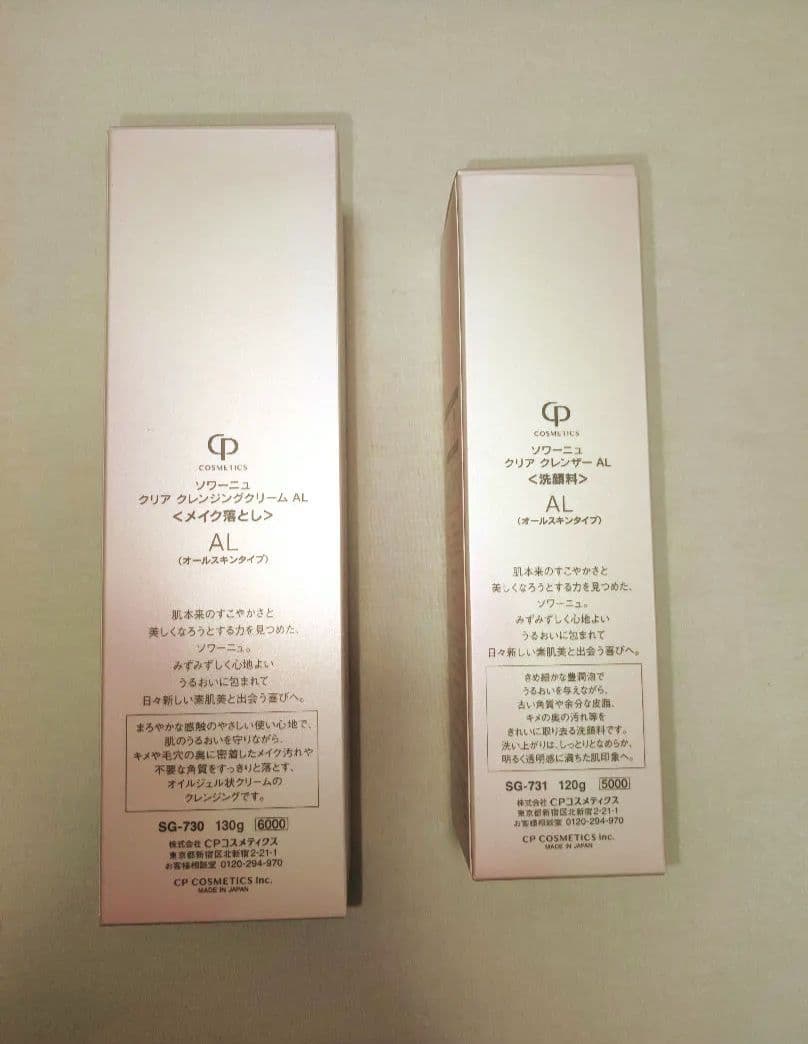 CP
COSMETICS
ソワーニュ
クリア クレンジングクリーム AL
<メイク落とし>
AL
(オールスキンタイプ)
肌本来のすこやかさと
美しくなろうとする力を見つめた、
ソワーニュ。
みずみずしく心地よい
うるおいに包まれて
日々新しい素肌美と出会う喜びへ。
まろやかな感触のやさしい使い心地で、
肌のうるおいを守りながら、
キメや毛穴の奥に密着したメイク汚れや
不要な角質をすっきりと落とす、
オイルジェル状クリームの
クレンジングです。
SG-730 130g 6000
株式会社 CPコスメティクス
東京都新宿区北新宿2-21-1
お客様相談室 0120-294-970
CP COSMETICS Inc.
MADE IN JAPAN
CP
COSMETICS
ソワーニュ
クリア クレンザー AL
<洗顔料>
AL
(オールスキンタイプ)
肌本来のすこやかさと
美しくなろうとする力を見つめた、
ソワーニュ。
みずみずしく心地よい
うるおいに包まれて
日々新しい素肌美と出会う喜びへ。
きめ細かな豊潤泡で
うるおいを与えながら、
古い角質や余分な皮脂、
キメの奥の汚れ等を
きれいに取り去る洗顔料です。
洗い上がりは、しっとりとなめらか、
明るく透明感に満ちた肌印象へ。
SG-731 120g 5000
株式会社 CPコスメティクス
東京都新宿区北新宿2-21-1
お客様相談室 0120-294-970
CP COSMETICS Inc.
MADE IN JAPAN